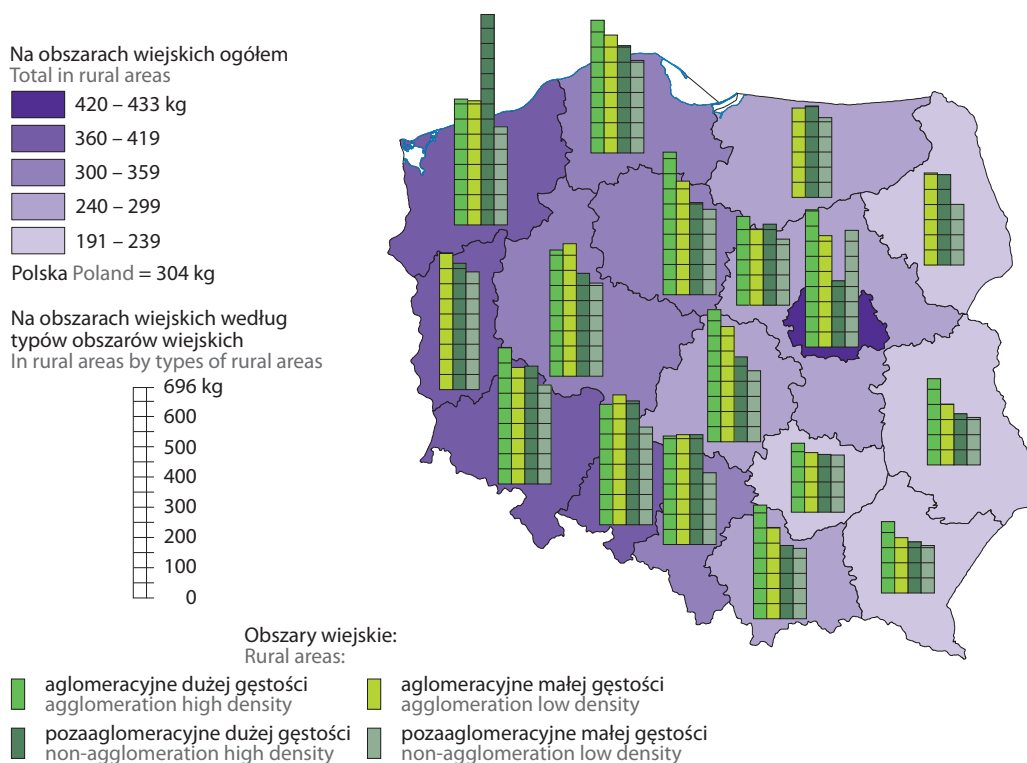 Na obszarach wiejskich ogółem
Total in rural areas
420 – 433 kg
360 – 419
300 – 359
240 – 299
191 – 239
Polska Poland = 304 kg
Na obszarach wiejskich według
typów obszarów wiejskich
In rural areas by types of rural areas
696 kg
600
500
400
300
200
100
0
Obszary wiejskie:
Rural areas:
aglomeracyjne dużej gęstości
agglomeration high density
aglomeracyjne małej gęstości
agglomeration low density
pozaaglomeracyjne dużej gęstości
non-agglomeration high density
pozaaglomeracyjne małej gęstości
non-agglomeration low density